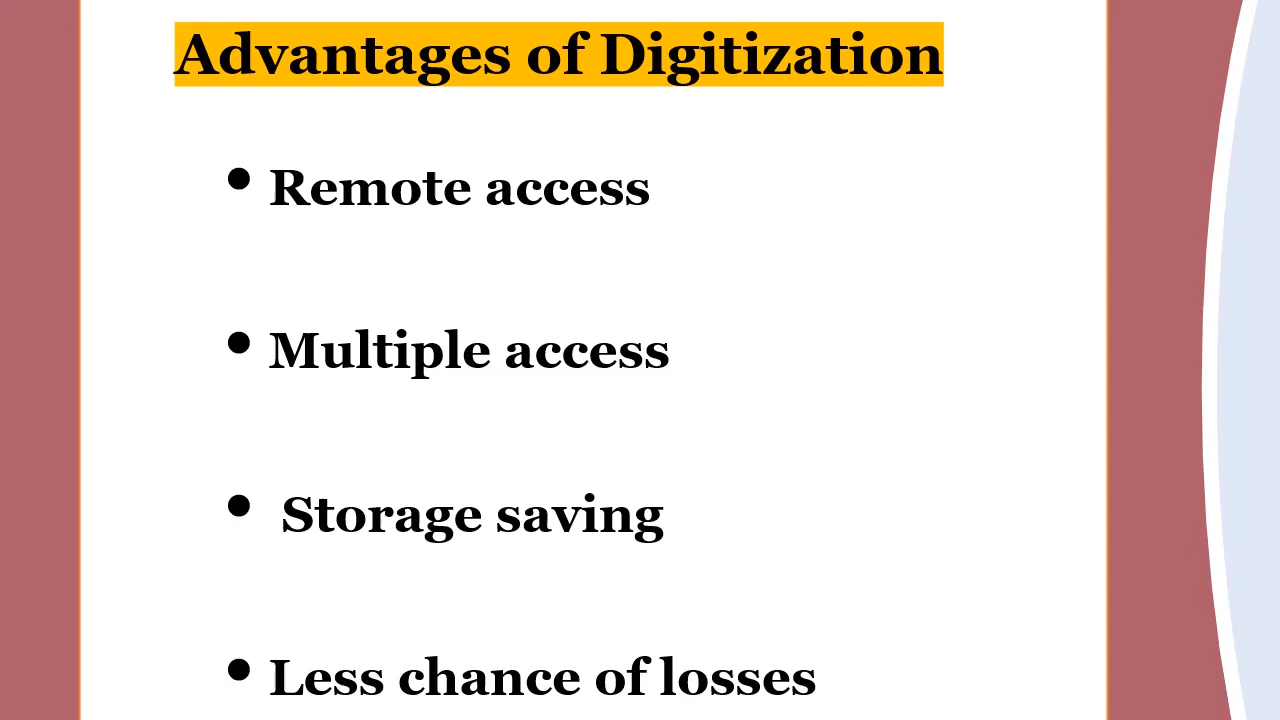 Advantages of Digitization
• Remote access
• Multiple access
• Storage saving
• Less chance of losses